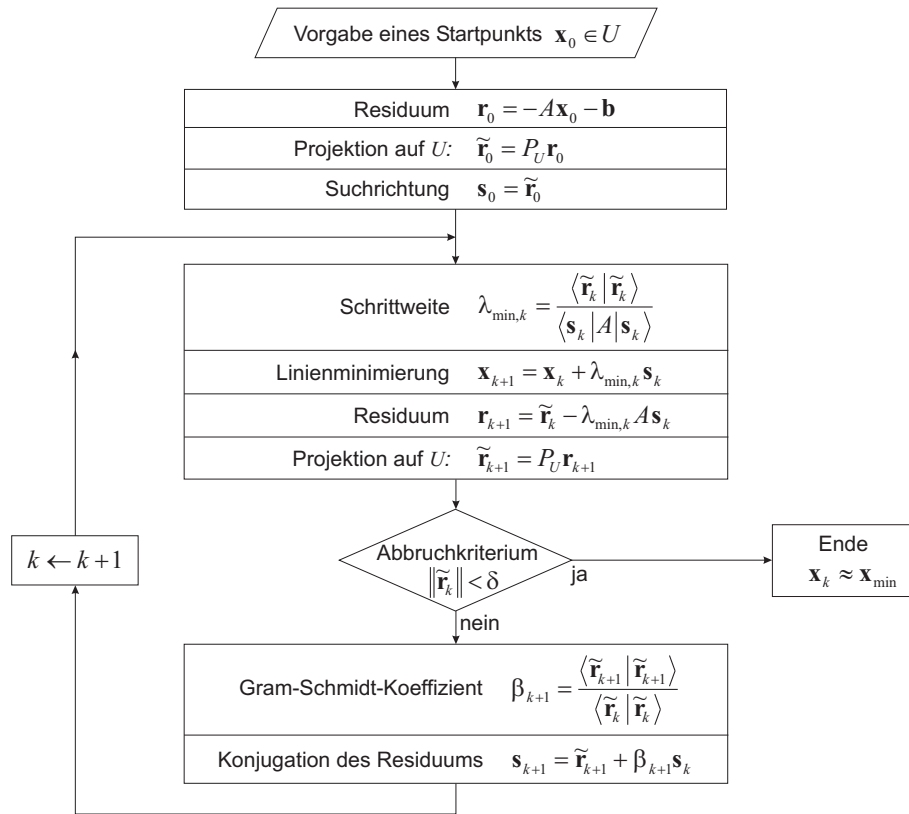 Vorgabe eines Startpunkts x₀ ∈ U
Residuum r₀ = −Ax₀ − b
Projektion auf U: r̃₀ = P_U r₀
Suchrichtung s₀ = r̃₀
Schrittweite λ_min,k = ⟨r̃_k | r̃_k⟩ / ⟨s_k | A | s_k⟩
Linienminimierung x_k+1 = x_k + λ_min,k s_k
Residuum r_k+1 = r̃_k − λ_min,k A s_k
Projektion auf U: r̃_k+1 = P_U r_k+1
k ← k+1
Abbruchkriterium
‖r̃_k‖ < δ
ja
Ende
x_k ≈ x_min
nein
Gram-Schmidt-Koeffizient β_k+1 = ⟨r̃_k+1 | r̃_k+1⟩ / ⟨r̃_k | r̃_k⟩
Konjugation des Residuums s_k+1 = r̃_k+1 + β_k+1 s_k